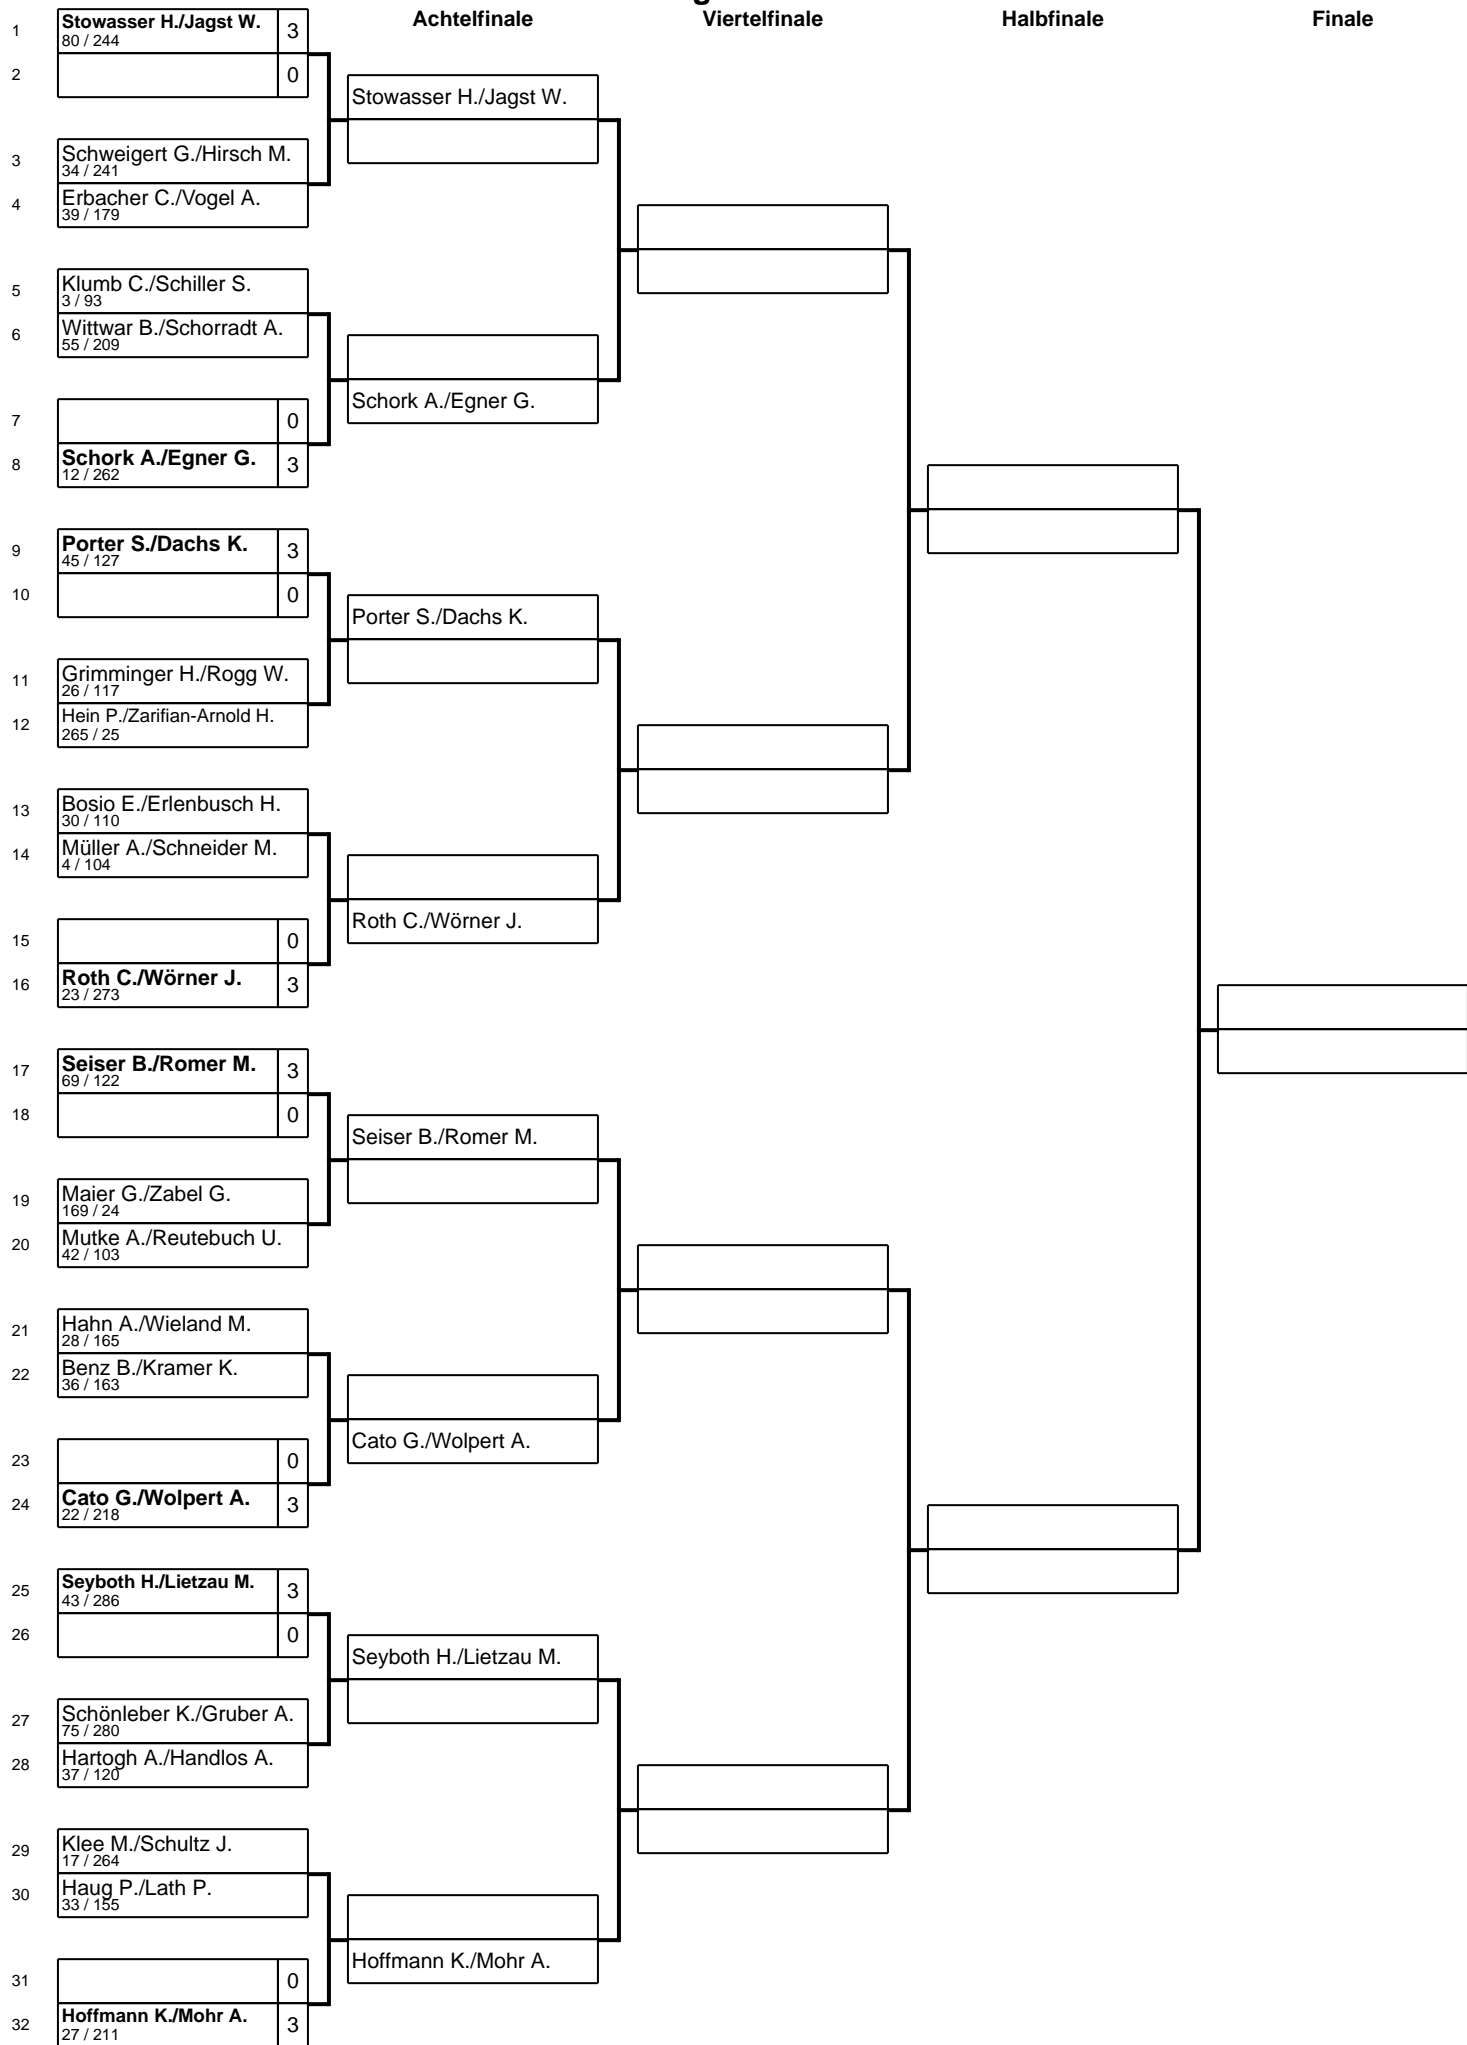 Achtelfinale
Viertelfinale
Halbfinale
Finale
1
Stowasser H./Jagst W.
80 / 244
3
2
0
Stowasser H./Jagst W.
3
Schweigert G./Hirsch M.
34 / 241
4
Erbacher C./Vogel A.
39 / 179
5
Klumb C./Schiller S.
3 / 93
6
Wittwar B./Schorradt A.
55 / 209
Schork A./Egner G.
7
0
8
Schork A./Egner G.
12 / 262
3
9
Porter S./Dachs K.
45 / 127
3
10
0
Porter S./Dachs K.
11
Grimminger H./Rogg W.
26 / 117
12
Hein P./Zarifian-Arnold H.
265 / 25
13
Bosio E./Erlenbusch H.
30 / 110
14
Müller A./Schneider M.
4 / 104
Roth C./Wörner J.
15
0
16
Roth C./Wörner J.
23 / 273
3
17
Seiser B./Romer M.
69 / 122
3
18
0
Seiser B./Romer M.
19
Maier G./Zabel G.
169 / 24
20
Mutke A./Reutebuch U.
42 / 103
21
Hahn A./Wieland M.
28 / 165
22
Benz B./Kramer K.
36 / 163
Cato G./Wolpert A.
23
0
24
Cato G./Wolpert A.
22 / 218
3
25
Seyboth H./Lietzau M.
43 / 286
3
26
0
Seyboth H./Lietzau M.
27
Schönleber K./Gruber A.
75 / 280
28
Hartogh A./Handlos A.
37 / 120
29
Klee M./Schultz J.
17 / 264
30
Haug P./Lath P.
33 / 155
Hoffmann K./Mohr A.
31
0
32
Hoffmann K./Mohr A.
27 / 211
3